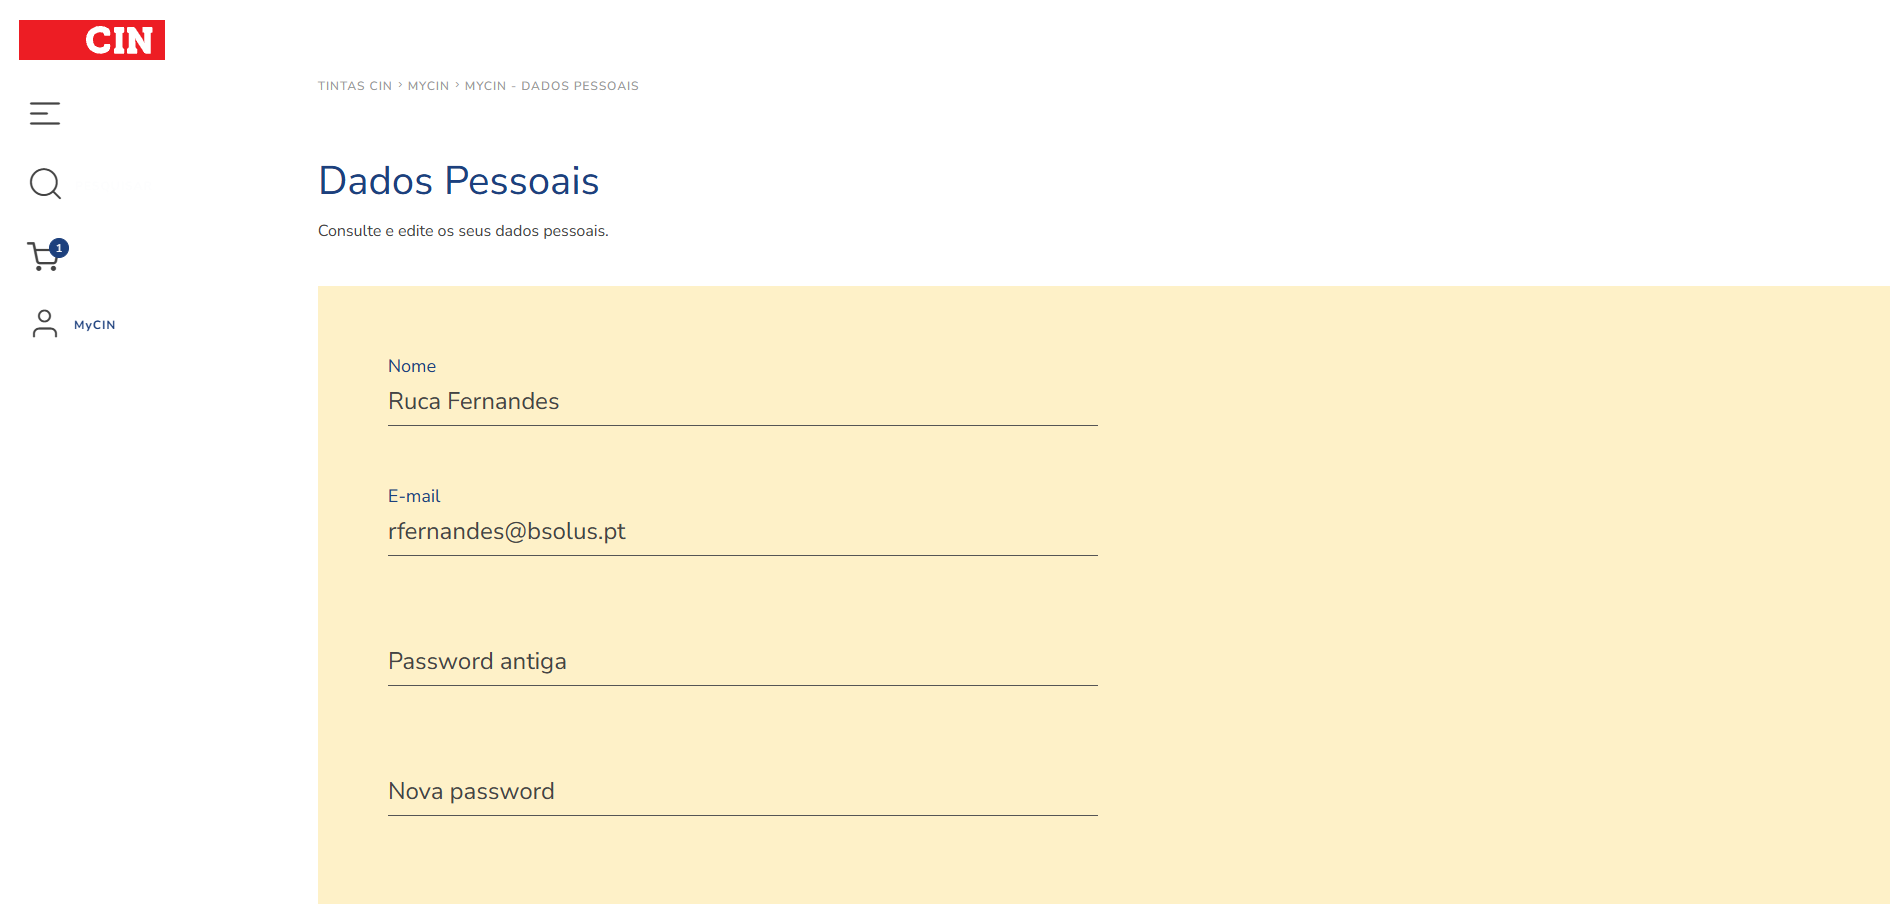 CIN
TINTAS CIN > MYCIN > MYCIN - DADOS PESSOAIS
Dados Pessoais
Consulte e edite os seus dados pessoais.
1
MyCIN
Nome
Ruca Fernandes
E-mail
rfernandes@bsolus.pt
Password antiga
Nova password